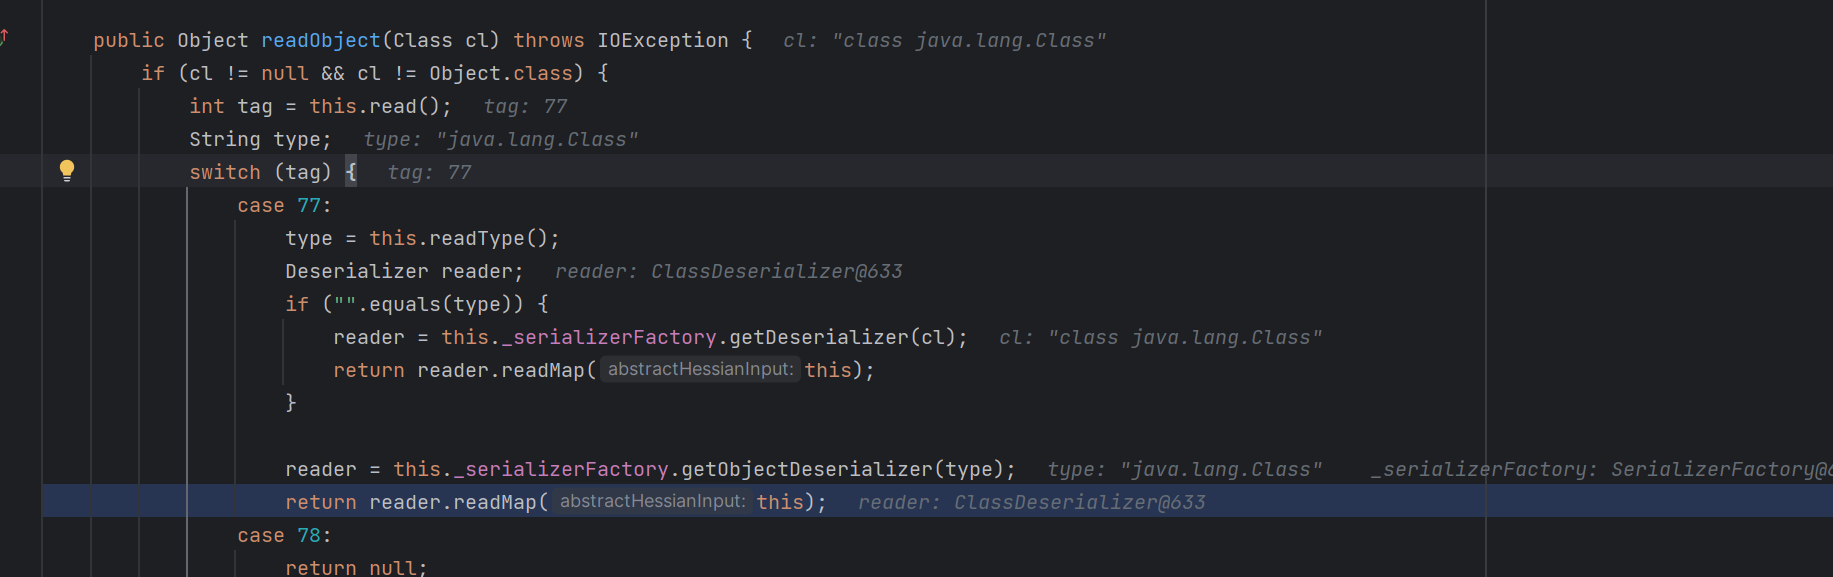 public Object readObject(Class cl) throws IOException {   cl: "class java.lang.Class"
    if (cl != null && cl != Object.class) {
        int tag = this.read();   tag: 77
        String type;   type: "java.lang.Class"
        switch (tag) {   tag: 77
            case 77:
                type = this.readType();
                Deserializer reader;   reader: ClassDeserializer@633
                if ("".equals(type)) {
                    reader = this._serializerFactory.getDeserializer(cl);   cl: "class java.lang.Class"
                    return reader.readMap( abstractHessianInput: this);
                }
                reader = this._serializerFactory.getObjectDeserializer(type);   type: "java.lang.Class"   _serializerFactory: SerializerFactory@
                return reader.readMap( abstractHessianInput: this);   reader: ClassDeserializer@633
            case 78:
                return null;